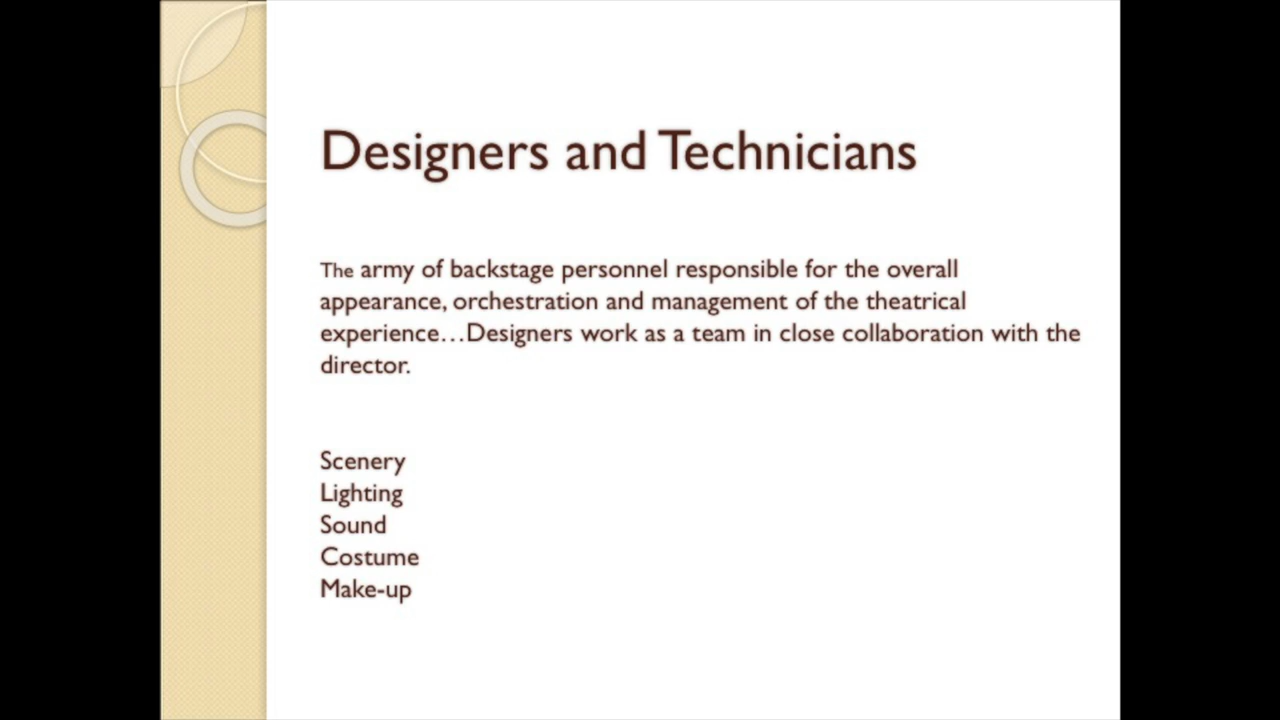 Designers and Technicians
The army of backstage personnel responsible for the overall
appearance, orchestration and management of the theatrical
experience…Designers work as a team in close collaboration with the
director.
Scenery
Lighting
Sound
Costume
Make-up